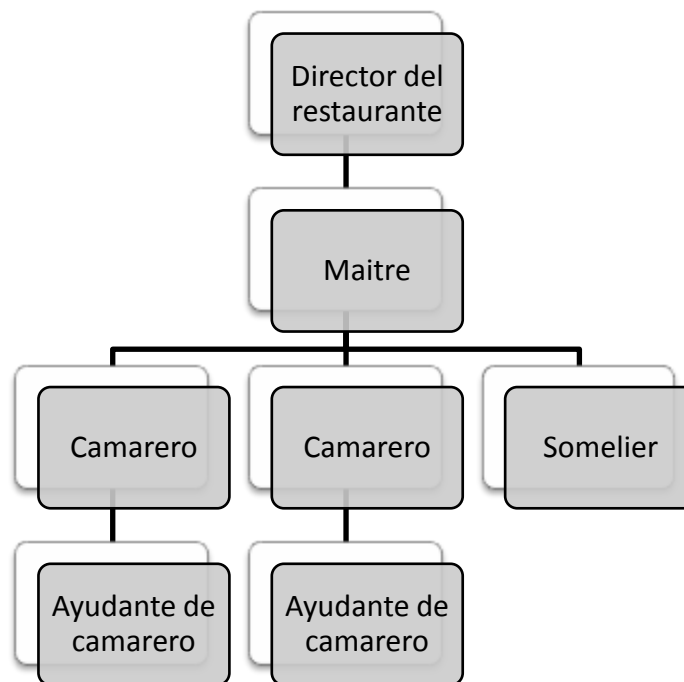 Director del
restaurante
Maitre
Camarero
Camarero
Somelier
Ayudante de
camarero
Ayudante de
camarero